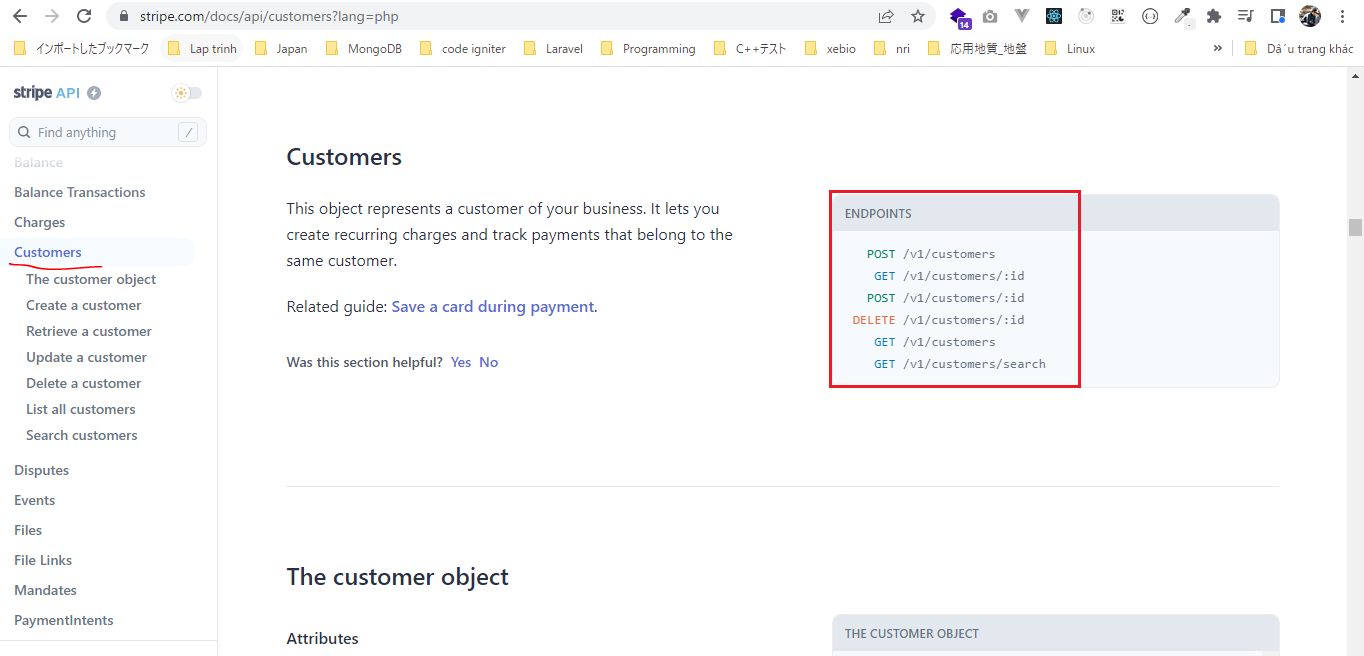 stripe.com/docs/api/customers?lang=php
14
インポートしたブックマーク Lap trinh Japan MongoDB code igniter Laravel Programming C++テスト xebio nri 応用地質_地盤 Linux » Dấu trang khác
stripe API
Find anything /
Balance
Balance Transactions
Charges
Customers
The customer object
Create a customer
Retrieve a customer
Update a customer
Delete a customer
List all customers
Search customers
Disputes
Events
Files
File Links
Mandates
PaymentIntents
Customers
This object represents a customer of your business. It lets you
create recurring charges and track payments that belong to the
same customer.
Related guide: Save a card during payment.
Was this section helpful? Yes No
ENDPOINTS
POST /v1/customers
GET /v1/customers/:id
POST /v1/customers/:id
DELETE /v1/customers/:id
GET /v1/customers
GET /v1/customers/search
The customer object
Attributes
THE CUSTOMER OBJECT